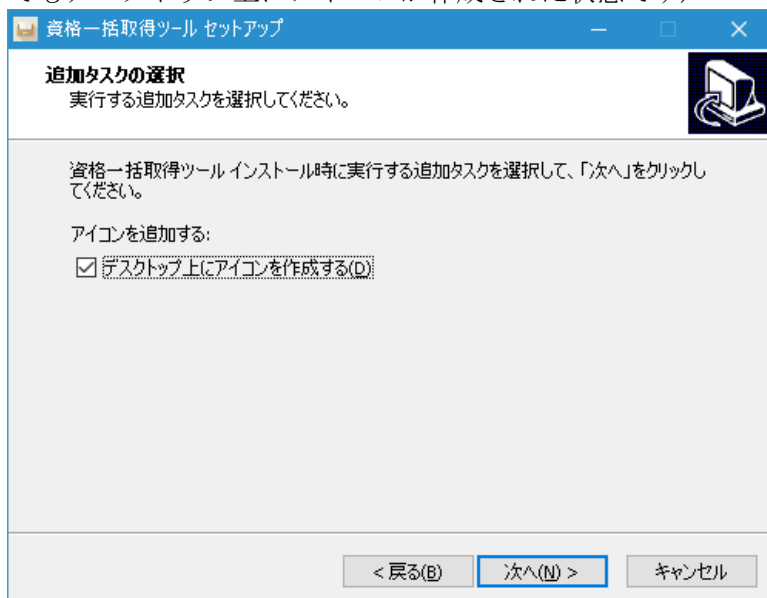 資格一括取得ツール セットアップ
追加タスクの選択
実行する追加タスクを選択してください。
資格一括取得ツール インストール時に実行する追加タスクを選択して、「次へ」をクリックし
てください。
アイコンを追加する:
デスクトップ上にアイコンを作成する(D)
< 戻る(B)
次へ(N) >
キャンセル